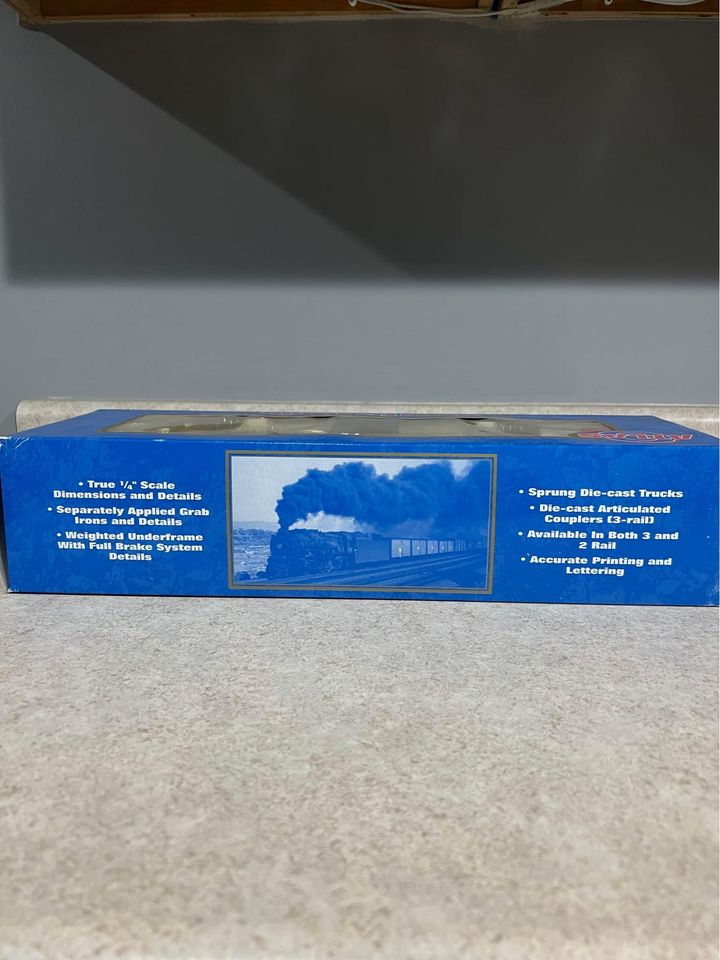 ATLAS
• True 1/4" Scale
Dimensions and Details
• Separately Applied Grab
Irons and Details
• Weighted Underframe
With Full Brake System
Details
• Sprung Die-cast Trucks
• Die-cast Articulated
Couplers (3-rail)
• Available In Both 3 and
2 Rail
• Accurate Printing and
Lettering